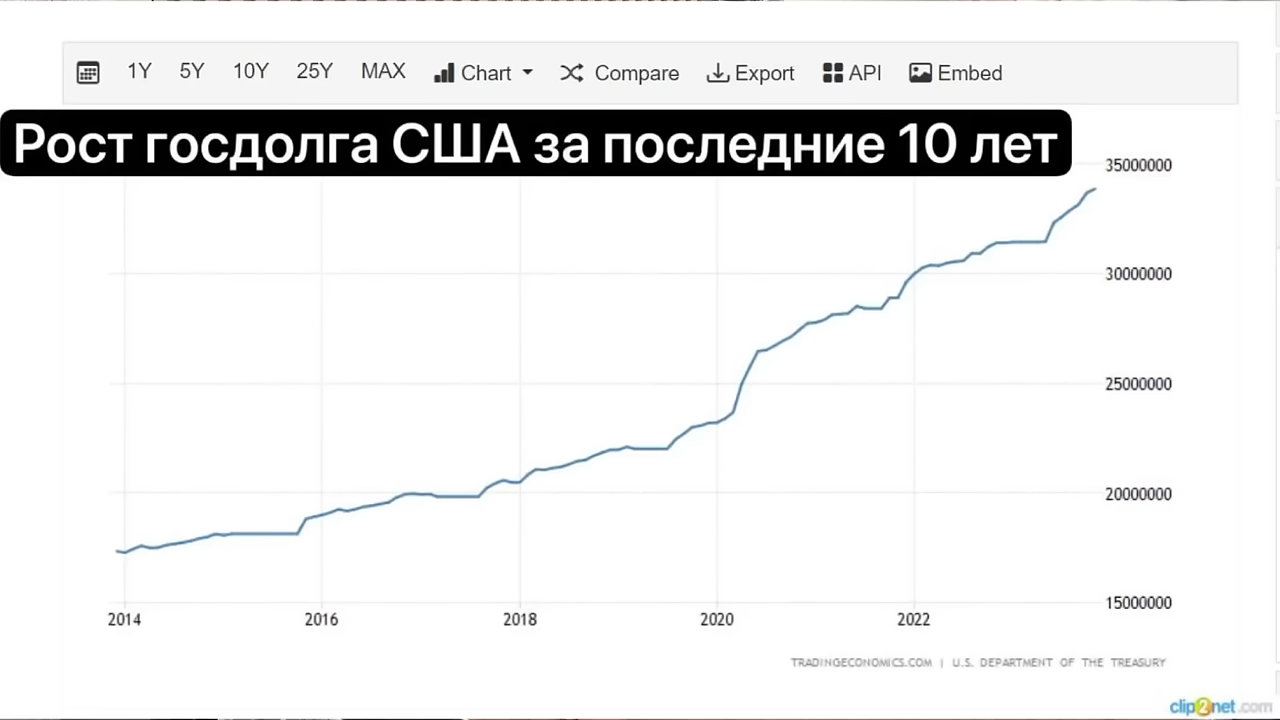 1Y 5Y 10Y 25Y MAX Chart Compare Export API Embed
Рост госдолга США за последние 10 лет
35000000
30000000
25000000
20000000
15000000
2014 2016 2018 2020 2022
TRADINGECONOMICS.COM | U.S. DEPARTMENT OF THE TREASURY
clip2net.com